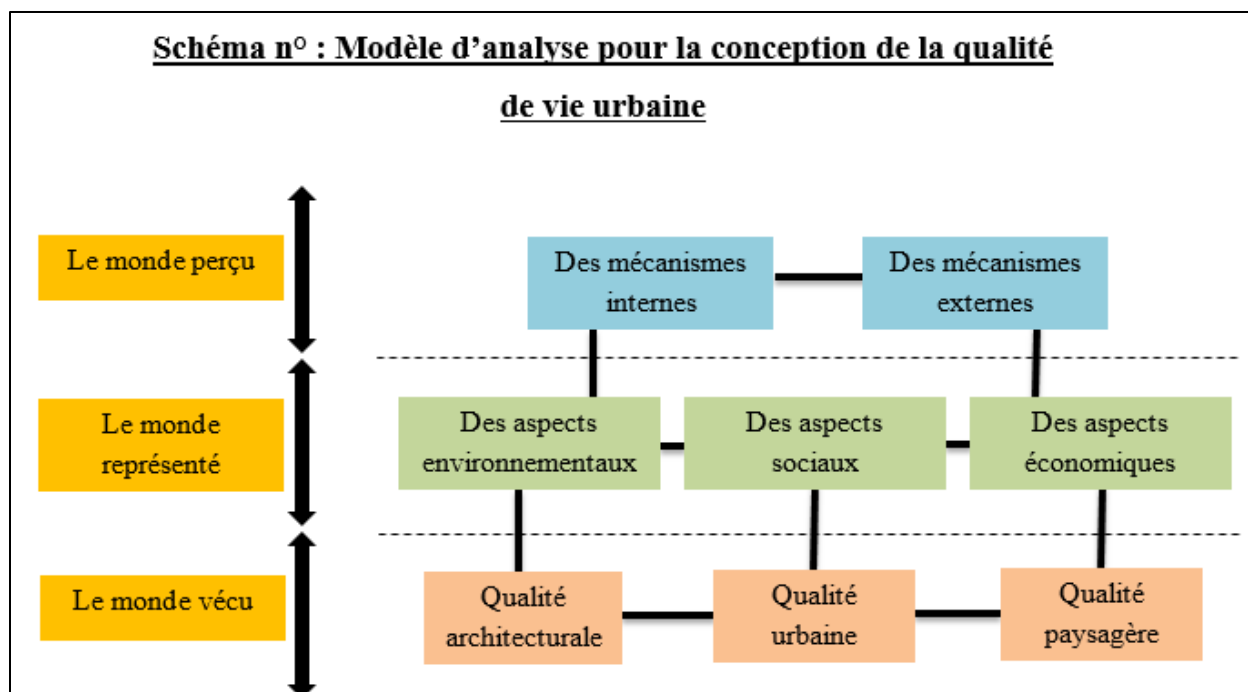 Schéma n° : Modèle d’analyse pour la conception de la qualité
de vie urbaine
Le monde perçu
Des mécanismes
internes
Des mécanismes
externes
Le monde
représenté
Des aspects
environnementaux
Des aspects
sociaux
Des aspects
économiques
Le monde vécu
Qualité
architecturale
Qualité
urbaine
Qualité
paysagère